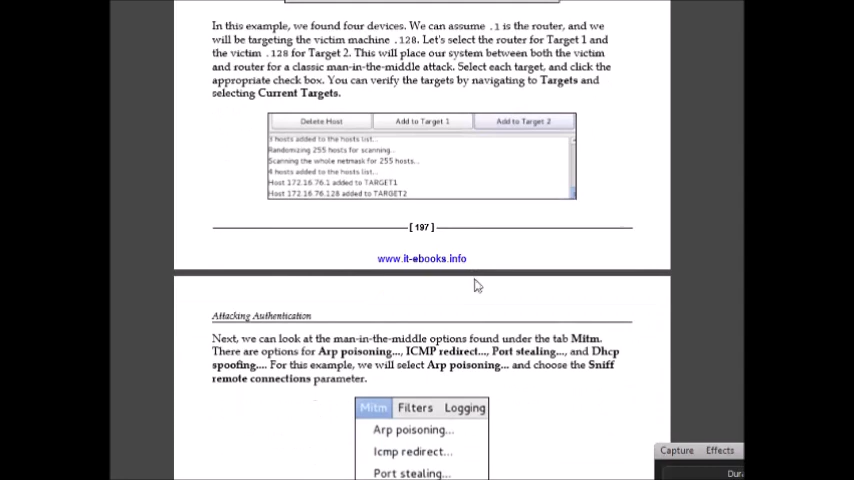 In this example, we found four devices. We can assume .1 is the router, and we
will be targeting the victim machine .128. Let's select the router for Target 1 and
the victim .128 for Target 2. This will place our system between both the victim
and router for a classic man-in-the-middle attack. Select each target, and click the
appropriate check box. You can verify the targets by navigating to Targets and
selecting Current Targets.
Delete Host Add to Target 1 Add to Target 2
hosts added to the hosts list...
Randomizing 255 hosts for scanning...
Scanning the whole netmask for 255 hosts...
4 hosts added to the hosts list...
Host 172.16.76.1 added to TARGET1
Host 172.16.76.128 added to TARGET2
[ 197 ]
www.it-ebooks.info
Attacking Authentication
Next, we can look at the man-in-the-middle options found under the tab Mitm.
There are options for Arp poisoning..., ICMP redirect..., Port stealing..., and Dhcp
spoofing.... For this example, we will select Arp poisoning... and choose the Sniff
remote connections parameter.
Mitm Filters Logging
Arp poisoning...
Icmp redirect...
Port stealing...
Capture Effects
Dura